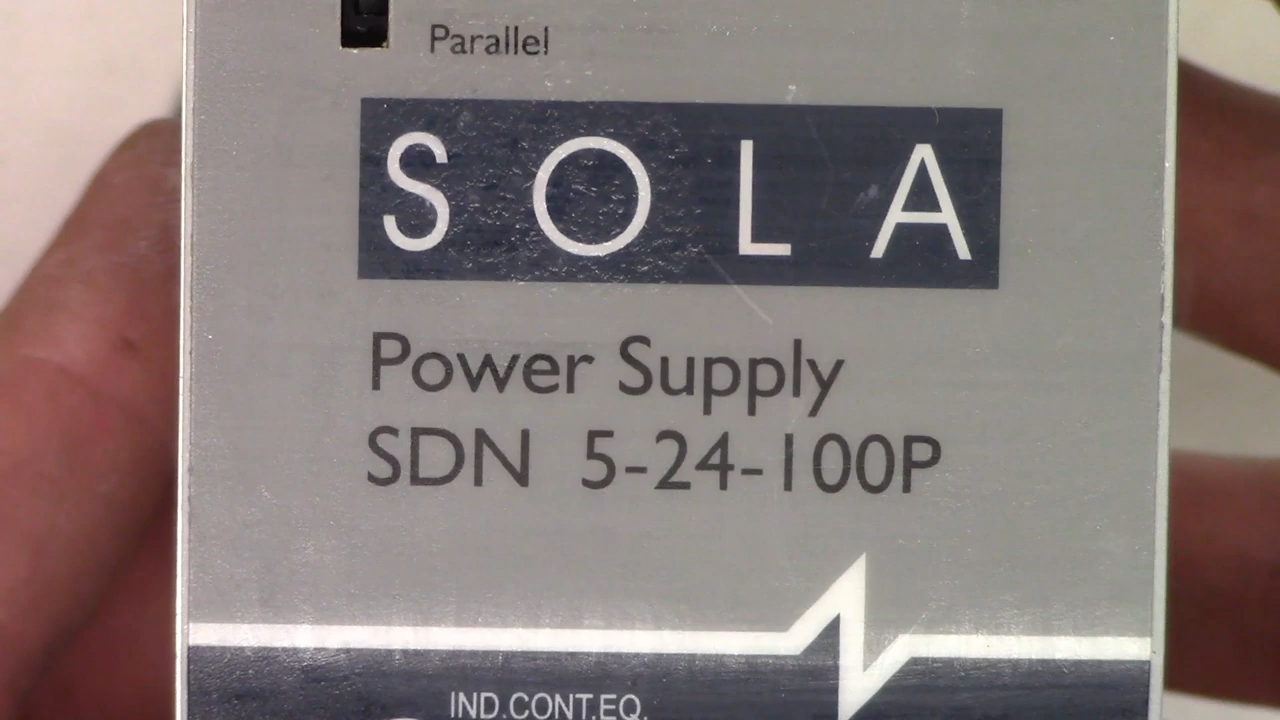 Parallel
SOLA
Power Supply
SDN 5-24-100P
IND.CONT.EQ.